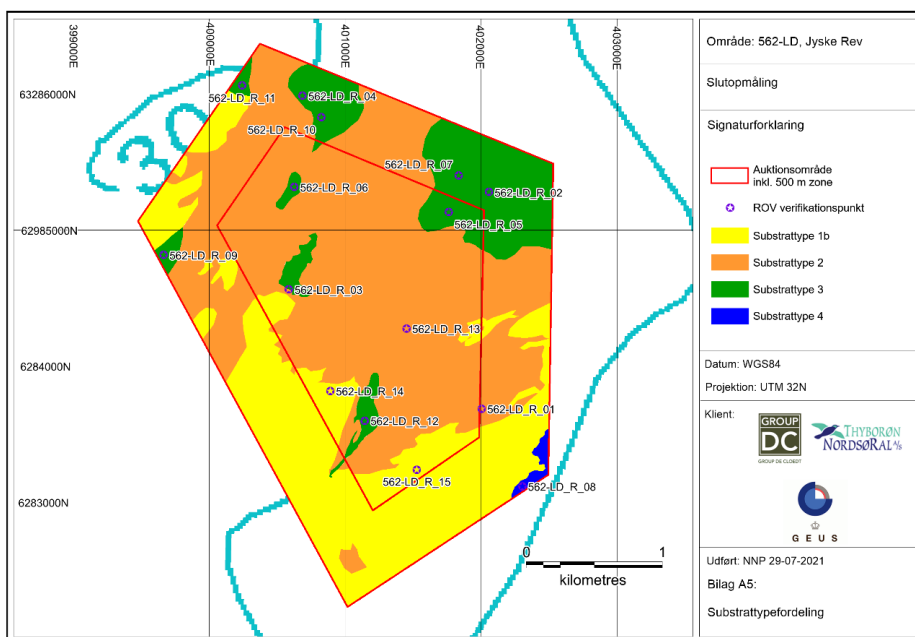 399000E
400000E
401000E
402000E
403000E
63286000N
62985000N
6284000N
6283000N
(30
562-LD_R_11
562-LD_R_04
562-LD_R_10
562-LD_R_07
562-LD_R_06
562-LD_R_02
562-LD_R_05
562-LD_R_09
562-LD_R_03
562-LD_R_13
562-LD_R_14
562-LD_R_01
562-LD_R_12
562-LD_R_15
562-LD_R_08
0 1
kilometres
Område: 562-LD, Jyske Rev
Slutopmåling
Signaturforklaring
Auktionsområde
inkl. 500 m zone
ROV verifikationspunkt
Substrattype 1b
Substrattype 2
Substrattype 3
Substrattype 4
Datum: WGS84
Projektion: UTM 32N
Klient:
GROUP
DC
GROUP DE CLOEDT
THYBORØN
NORDSØRAL A/S
G E U S
Udført: NNP 29-07-2021
Bilag A5:
Substrattypefordeling